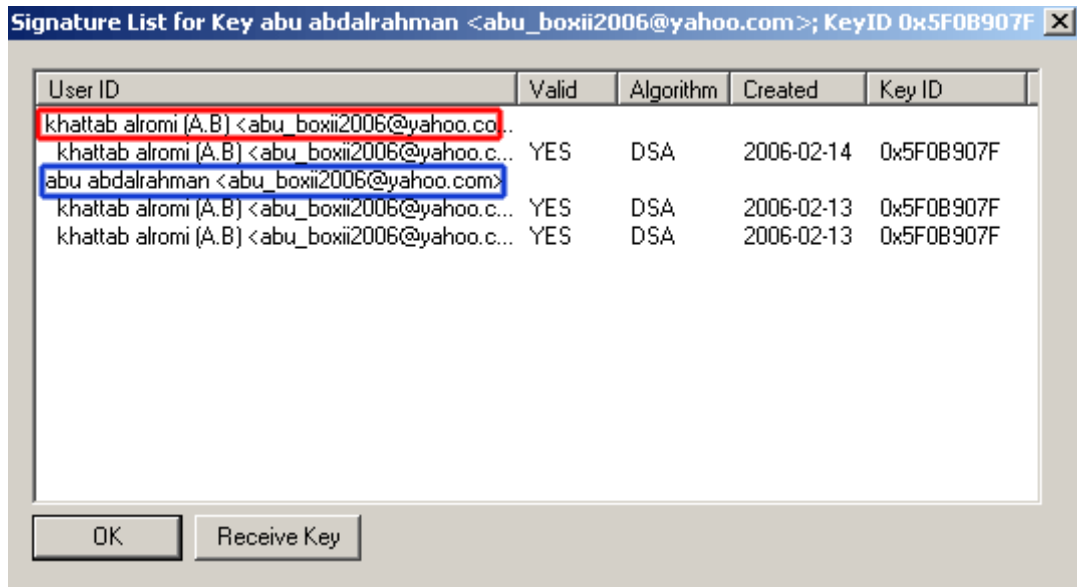 Signature List for Key abu abdalrahman <abu_boxii2006@yahoo.com>; KeyID 0x5F0B907F
User ID Valid Algorithm Created Key ID
khattab alromi (A.B) <abu_boxii2006@yahoo.co...
khattab alromi (A.B) <abu_boxii2006@yahoo.c... YES DSA 2006-02-14 0x5F0B907F
abu abdalrahman <abu_boxii2006@yahoo.com>
khattab alromi (A.B) <abu_boxii2006@yahoo.c... YES DSA 2006-02-13 0x5F0B907F
khattab alromi (A.B) <abu_boxii2006@yahoo.c... YES DSA 2006-02-13 0x5F0B907F
OK Receive Key